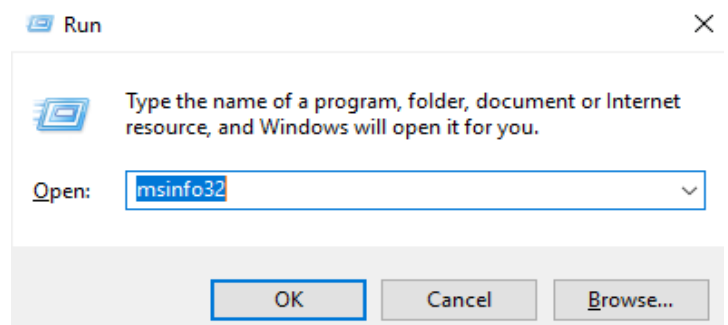 Run
Type the name of a program, folder, document or Internet
resource, and Windows will open it for you.
Open: msinfo32
OK Cancel Browse...